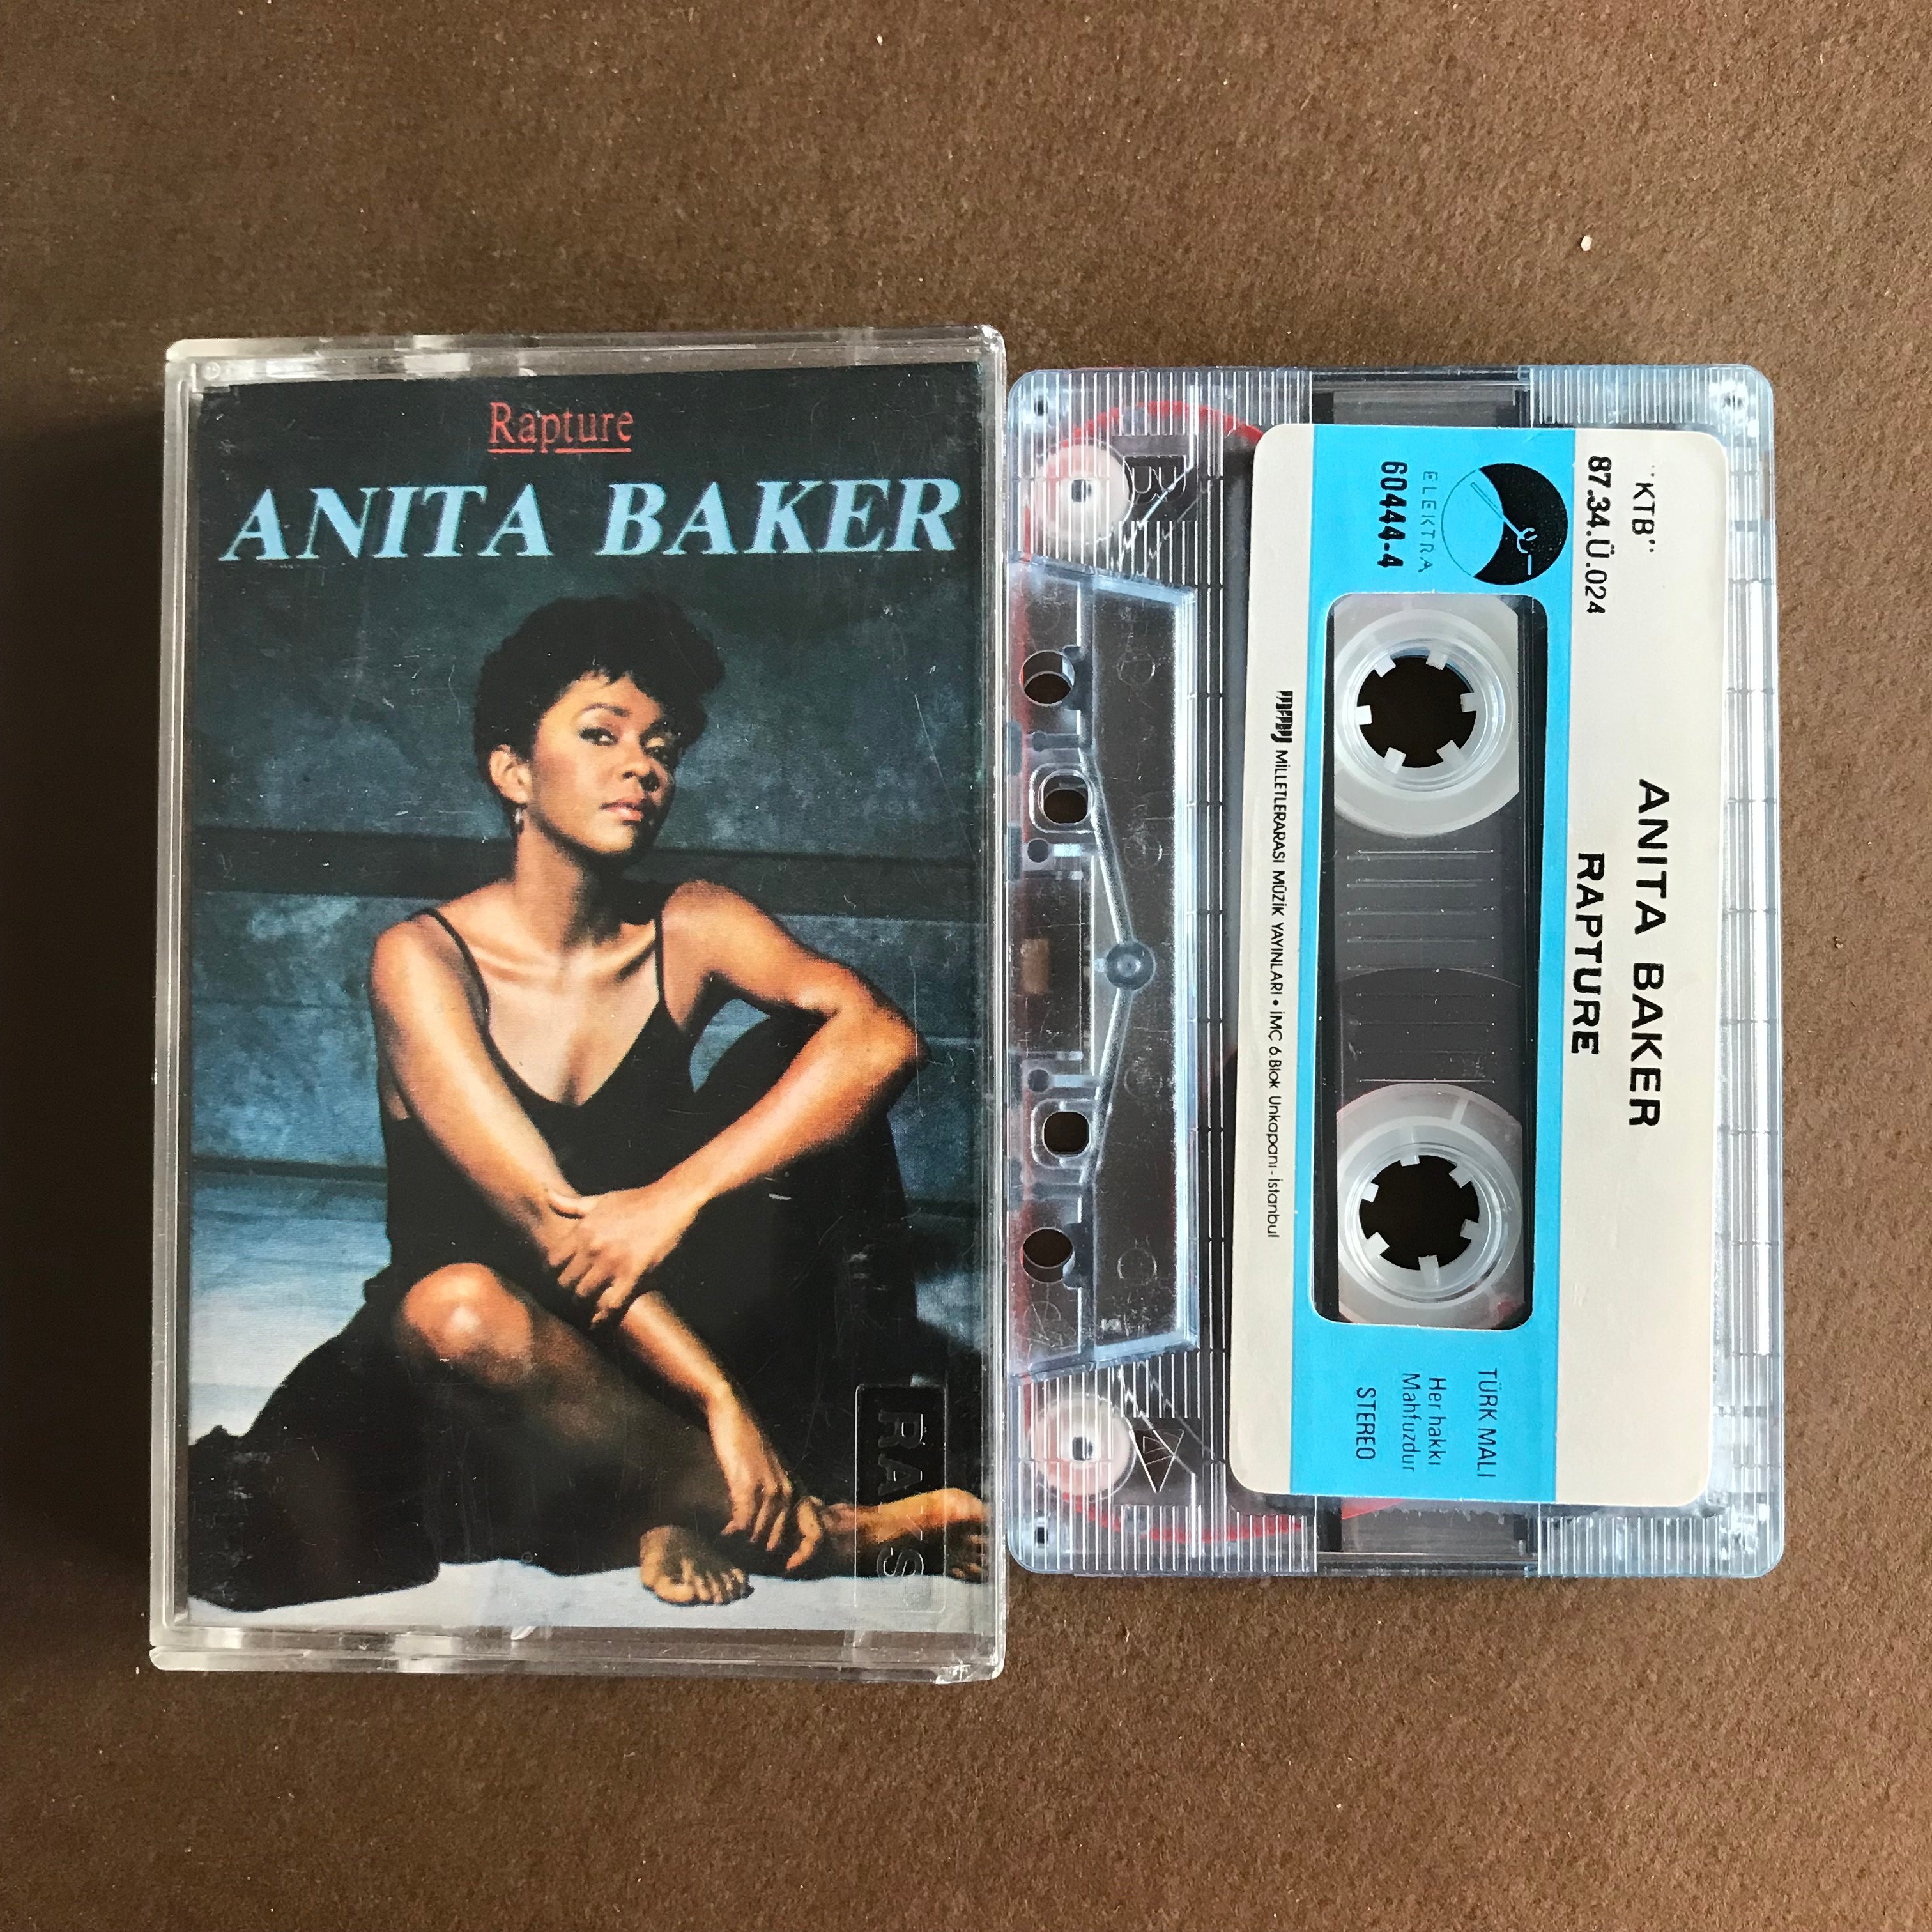 Rapture
ANITA BAKER
RAKS
"KTB"
87.34.Ü.024
ANITA BAKER
RAPTURE
ELEKTRA
60444-4
TÜRK MALI
Her hakkı
Mahfuzdur
STEREO
MİLLETLERARASI MÜZİK YAYINLARI • İMÇ 6.Blok Unkapanı - İstanbul